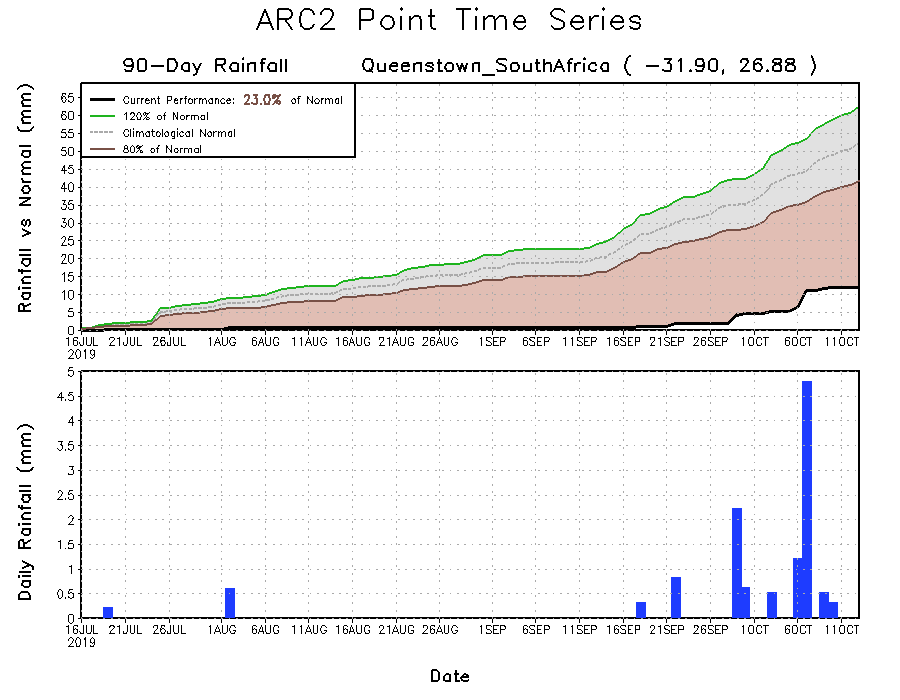 ARC2 Point Time Series
90-Day Rainfall Queenstown_SouthAfrica ( -31.90, 26.88 )
Rainfall vs Normal (mm)
Current Performance: 23.0% of Normal
120% of Normal
Climatological Normal
80% of Normal
65
60
55
50
45
40
35
30
25
20
15
10
5
0
16JUL 21JUL 26JUL 1AUG 6AUG 11AUG 16AUG 21AUG 26AUG 1SEP 6SEP 11SEP 16SEP 21SEP 26SEP 1OCT 6OCT 11OCT
2019
Daily Rainfall (mm)
5
4.5
4
3.5
3
2.5
2
1.5
1
0.5
0
16JUL 21JUL 26JUL 1AUG 6AUG 11AUG 16AUG 21AUG 26AUG 1SEP 6SEP 11SEP 16SEP 21SEP 26SEP 1OCT 6OCT 11OCT
2019
Date